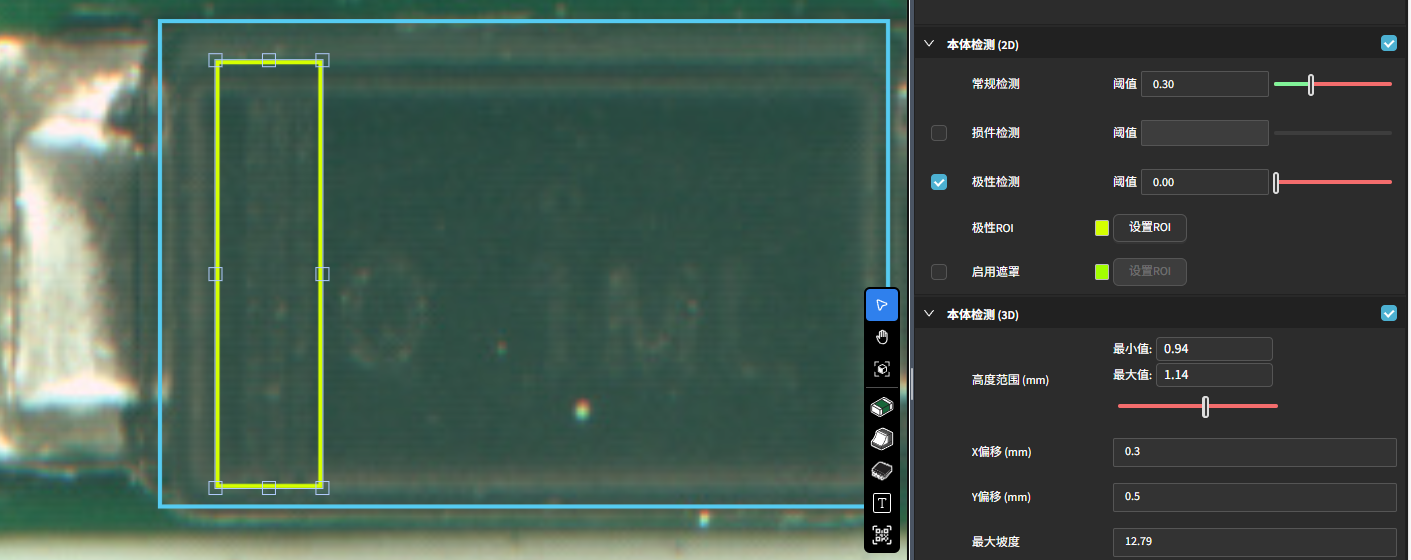 本体检测 (2D)
常规检测 阈值 0.30
损件检测 阈值
极性检测 阈值 0.00
极性ROI 设置ROI
启用遮罩 设置ROI
本体检测 (3D)
高度范围 (mm) 最小值: 0.94
最大值: 1.14
X偏移 (mm) 0.3
Y偏移 (mm) 0.5
最大坡度 12.79
T